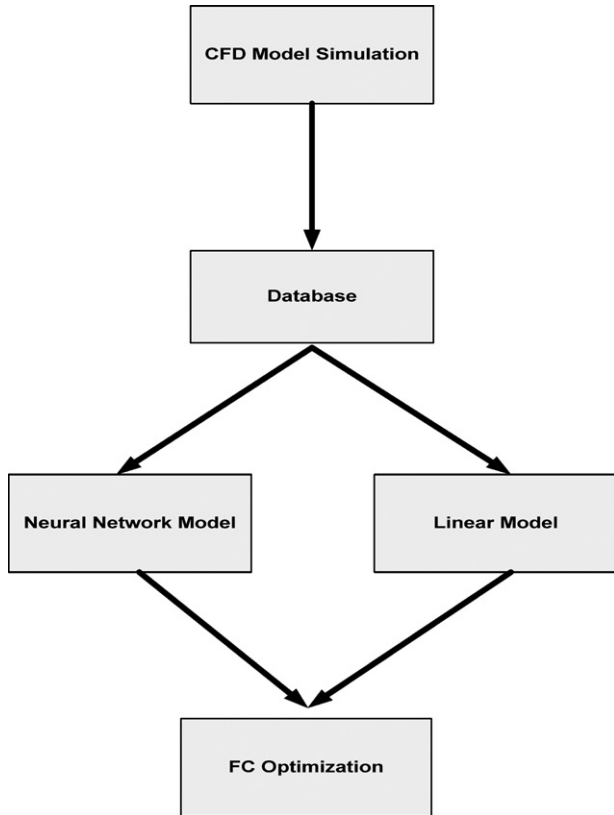 CFD Model Simulation
Database
Neural Network Model
Linear Model
FC Optimization